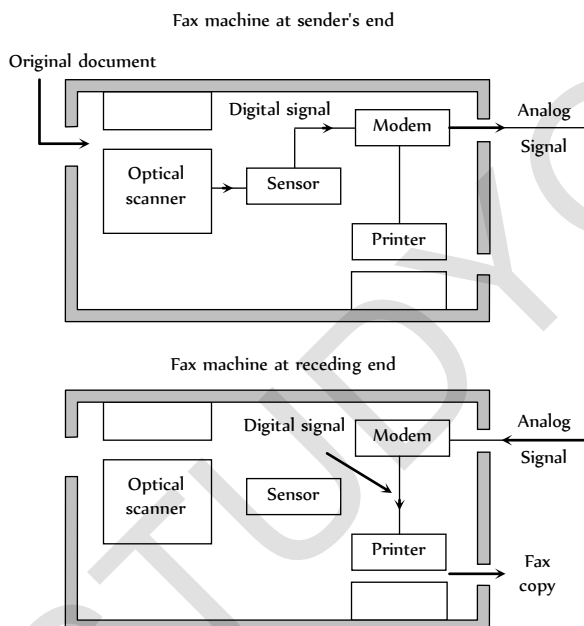 Fax machine at sender's end
Original document
Digital signal
Modem
Analog
Signal
Optical
scanner
Sensor
Printer
Fax machine at receding end
Digital signal
Modem
Analog
Signal
Optical
scanner
Sensor
Printer
Fax
copy
STUDYC